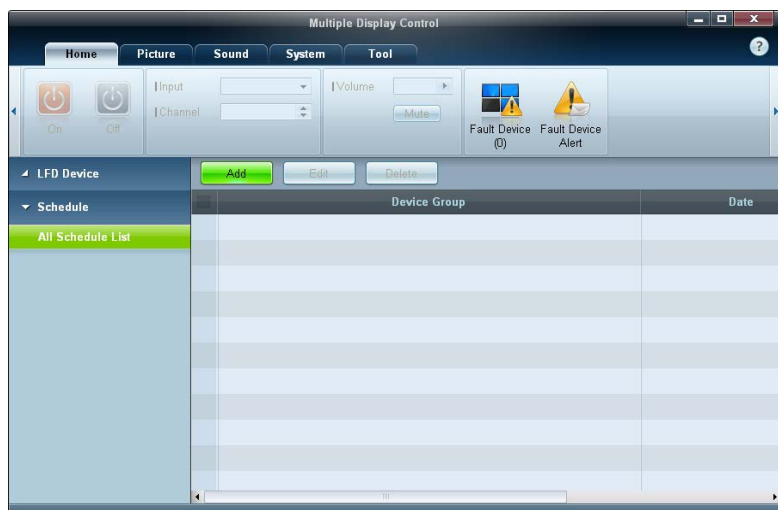 Multiple Display Control
Home Picture Sound System Tool
Input
Channel
On Off
Volume
Mute
Fault Device
(0)
Fault Device
Alert
LFD Device
Schedule
All Schedule List
Add Edit Delete
Device Group Date